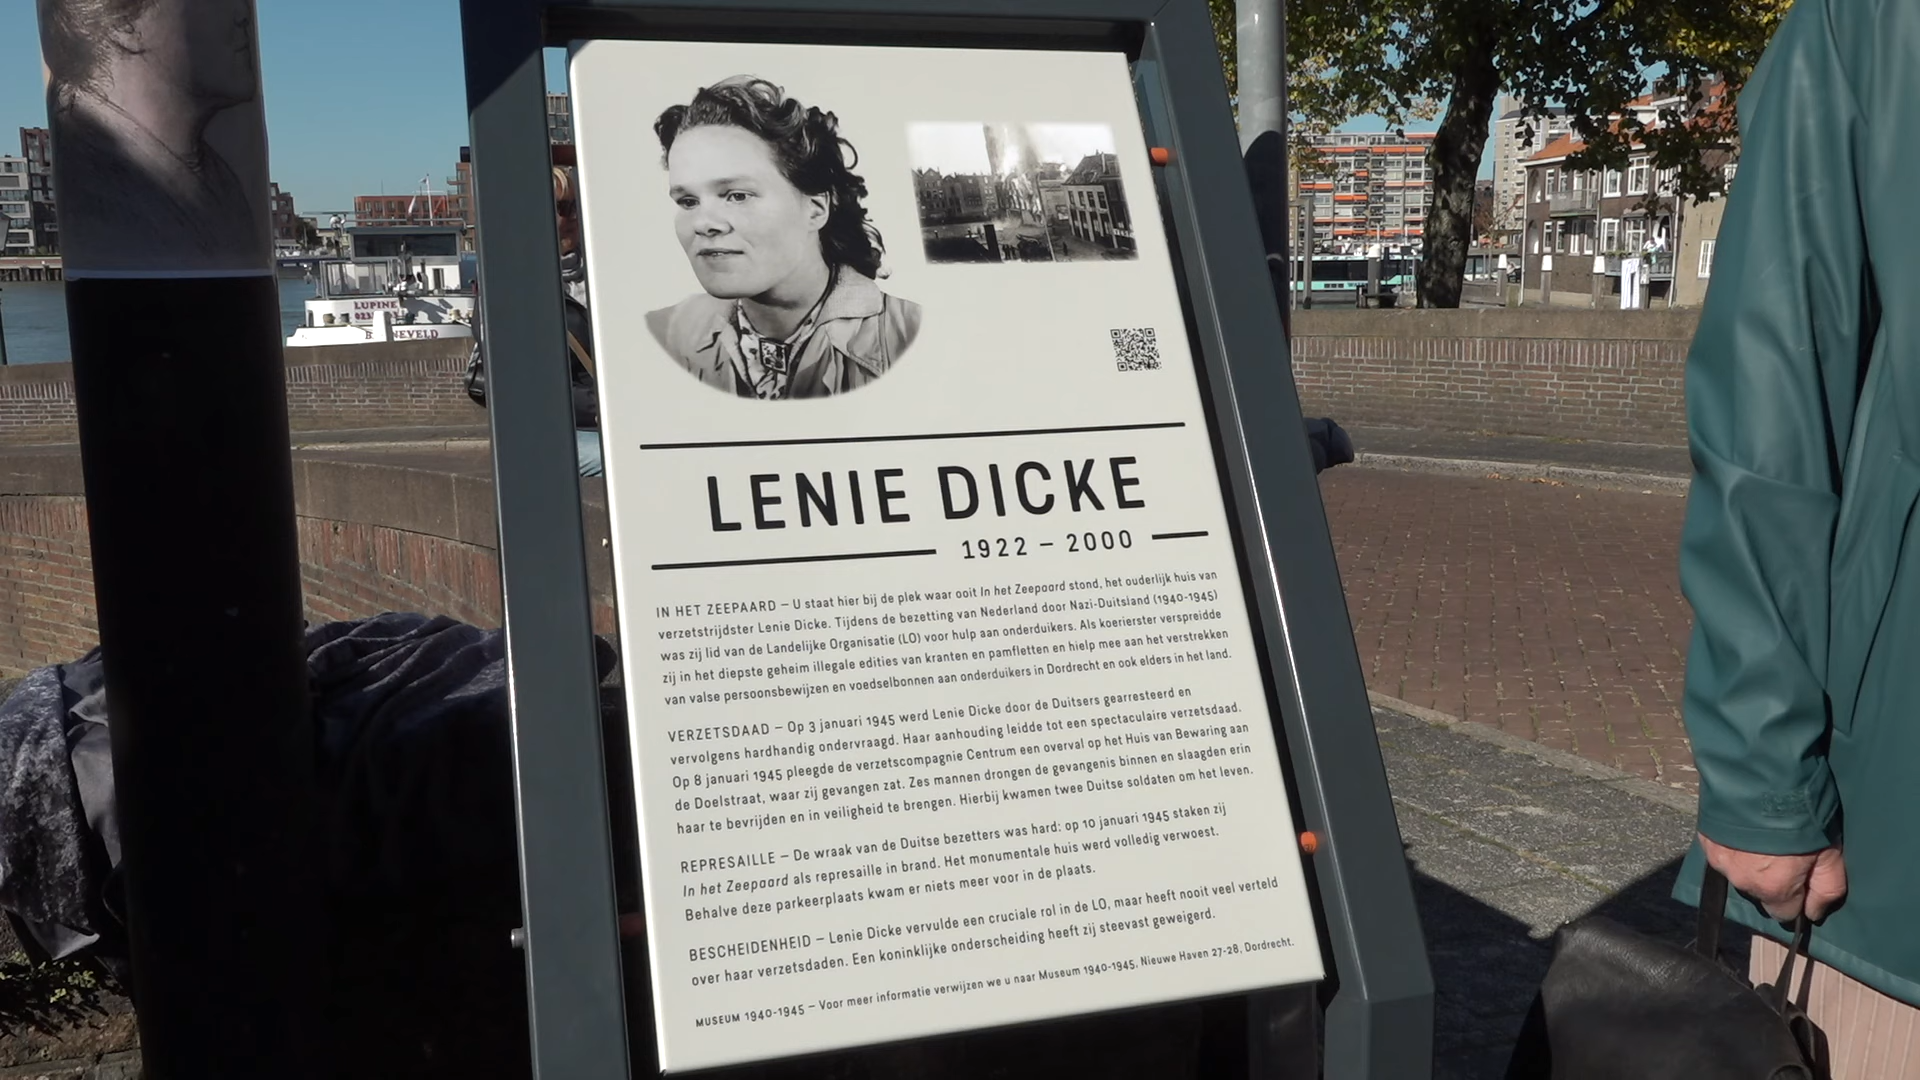 LUPINE
LENIE DICKE
1922 – 2000
IN HET ZEEPAARD – U staat hier bij de plek waar ooit In het Zeepaard stond, het ouderlijk huis van
verzetstrijdster Lenie Dicke. Tijdens de bezetting van Nederland door Nazi-Duitsland (1940-1945)
was zij lid van de Landelijke Organisatie (LO) voor hulp aan onderduikers. Als koerierster verspreidde
zij in het diepste geheim illegale edities van kranten en pamfletten en hielp mee aan het verstrekken
van valse persoonsbewijzen en voedselbonnen aan onderduikers in Dordrecht en ook elders in het land.
VERZETSDAAD – Op 3 januari 1945 werd Lenie Dicke door de Duitsers gearresteerd en
vervolgens hardhandig ondervraagd. Haar aanhouding leidde tot een spectaculaire verzetsdaad.
Op 8 januari 1945 pleegde de verzetscompagnie Centrum een overval op het Huis van Bewaring aan
de Doelstraat, waar zij gevangen zat. Zes mannen drongen de gevangenis binnen en slaagden erin
haar te bevrijden en in veiligheid te brengen. Hierbij kwamen twee Duitse soldaten om het leven.
REPRESAILLE – De wraak van de Duitse bezetters was hard: op 10 januari 1945 staken zij
In het Zeepaard als represaille in brand. Het monumentale huis werd volledig verwoest.
Behalve deze parkeerplaats kwam er niets meer voor in de plaats.
BESCHEIDENHEID – Lenie Dicke vervulde een cruciale rol in de LO, maar heeft nooit veel verteld
over haar verzetsdaden. Een koninklijke onderscheiding heeft zij steevast geweigerd.
MUSEUM 1940-1945 – Voor meer informatie verwijzen we u naar Museum 1940-1945, Nieuwe Haven 27-28, Dordrecht.